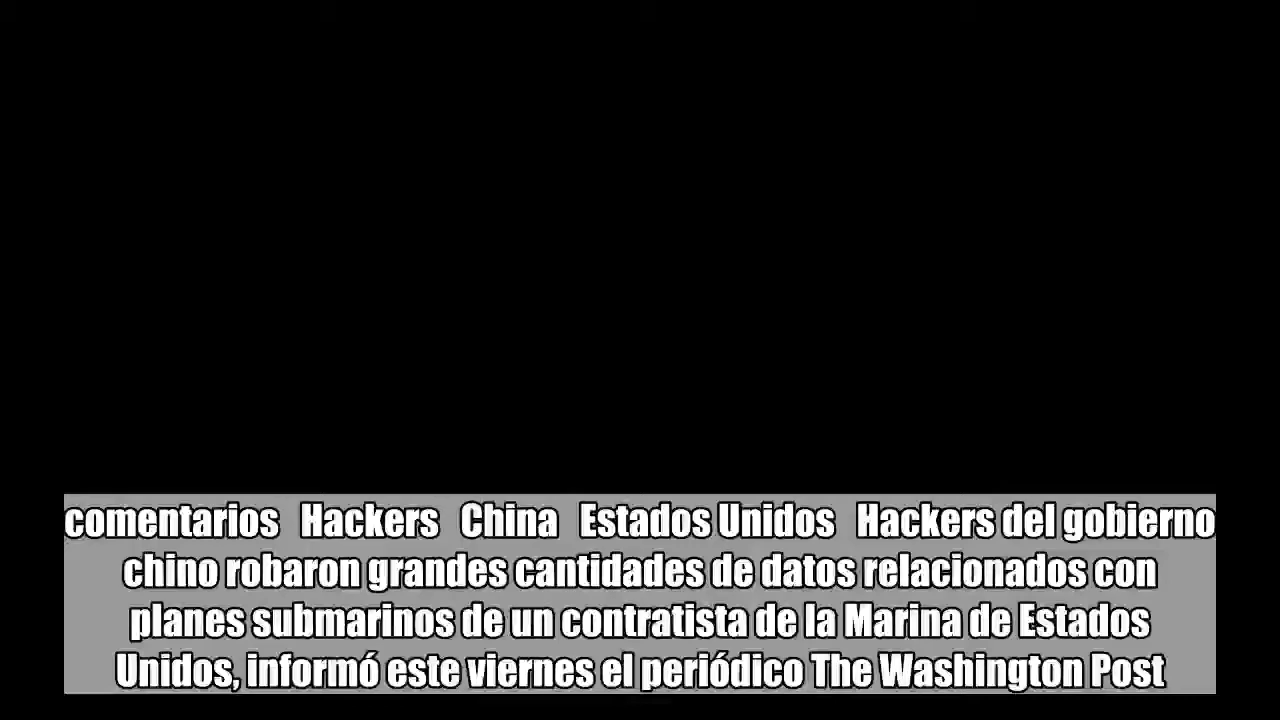 comentarios Hackers China Estados Unidos Hackers del gobierno
chino robaron grandes cantidades de datos relacionados con
planes submarinos de un contratista de la Marina de Estados
Unidos, informó este viernes el periódico The Washington Post